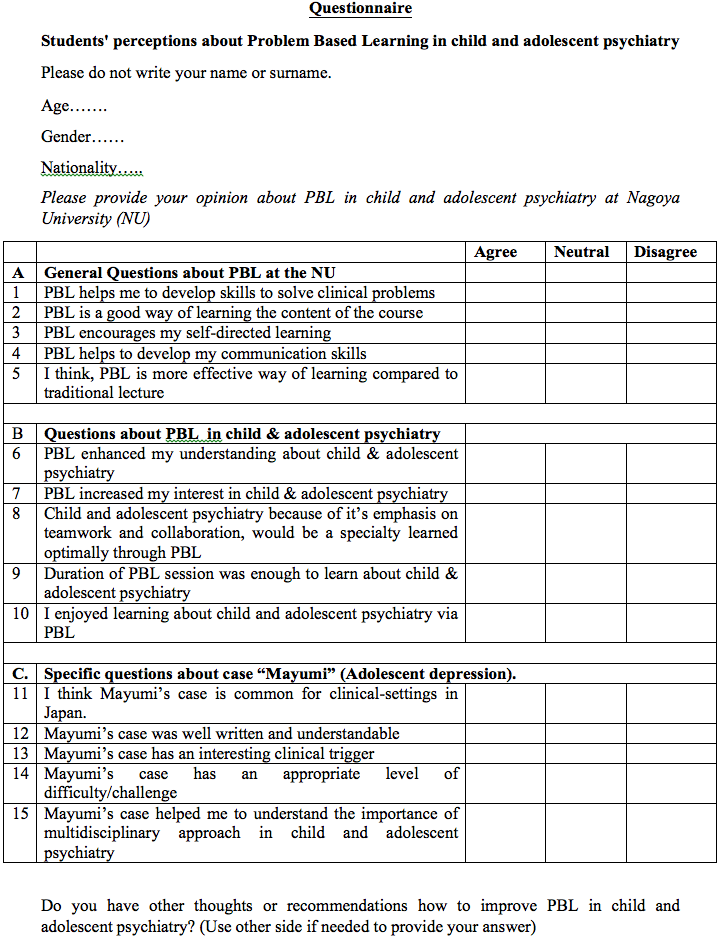 Questionnaire
Students' perceptions about Problem Based Learning in child and adolescent psychiatry
Please do not write your name or surname.
Age…….
Gender……
Nationality…..
Please provide your opinion about PBL in child and adolescent psychiatry at Nagoya
University (NU)
Agree Neutral Disagree
A General Questions about PBL at the NU
1 PBL helps me to develop skills to solve clinical problems
2 PBL is a good way of learning the content of the course
3 PBL encourages my self-directed learning
4 PBL helps to develop my communication skills
5 I think, PBL is more effective way of learning compared to
traditional lecture
B Questions about PBL in child & adolescent psychiatry
6 PBL enhanced my understanding about child & adolescent
psychiatry
7 PBL increased my interest in child & adolescent psychiatry
8 Child and adolescent psychiatry because of it’s emphasis on
teamwork and collaboration, would be a specialty learned
optimally through PBL
9 Duration of PBL session was enough to learn about child &
adolescent psychiatry
10 I enjoyed learning about child and adolescent psychiatry via
PBL
C. Specific questions about case “Mayumi” (Adolescent depression).
11 I think Mayumi’s case is common for clinical-settings in
Japan.
12 Mayumi’s case was well written and understandable
13 Mayumi’s case has an interesting clinical trigger
14 Mayumi’s case has an appropriate level of
difficulty/challenge
15 Mayumi’s case helped me to understand the importance of
multidisciplinary approach in child and adolescent
psychiatry
Do you have other thoughts or recommendations how to improve PBL in child and
adolescent psychiatry? (Use other side if needed to provide your answer)